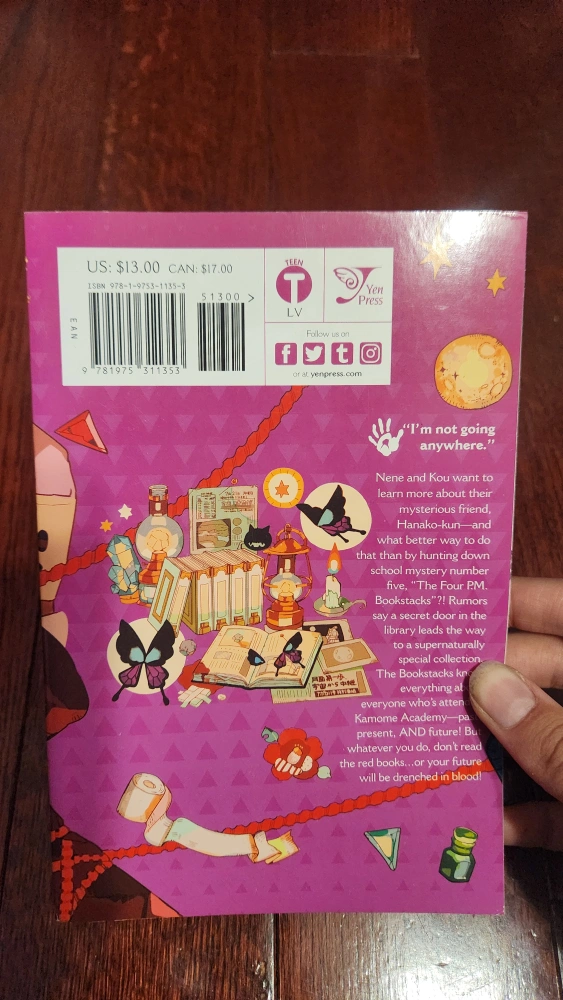 US: $13.00 CAN: $17.00
ISBN 978-1-9753-1135-3
51300 >
EAN
9 781975 311353
TEEN
T
LV
Yen
Press
Follow us on
f t
or at yenpress.com
"I'm not going
anywhere."
Nene and Kou want to
learn more about their
mysterious friend,
Hanako-kun—and
what better way to do
that than by hunting down
school mystery number
five, "The Four P.M.
Bookstacks"?! Rumors
say a secret door in the
library leads the way
to a supernaturally
special collection.
The Bookstacks
everything
everyone who's
Kamome Academy—
present, AND future! But
whatever you do, don't read
the red books...or your future
will be drenched in blood!